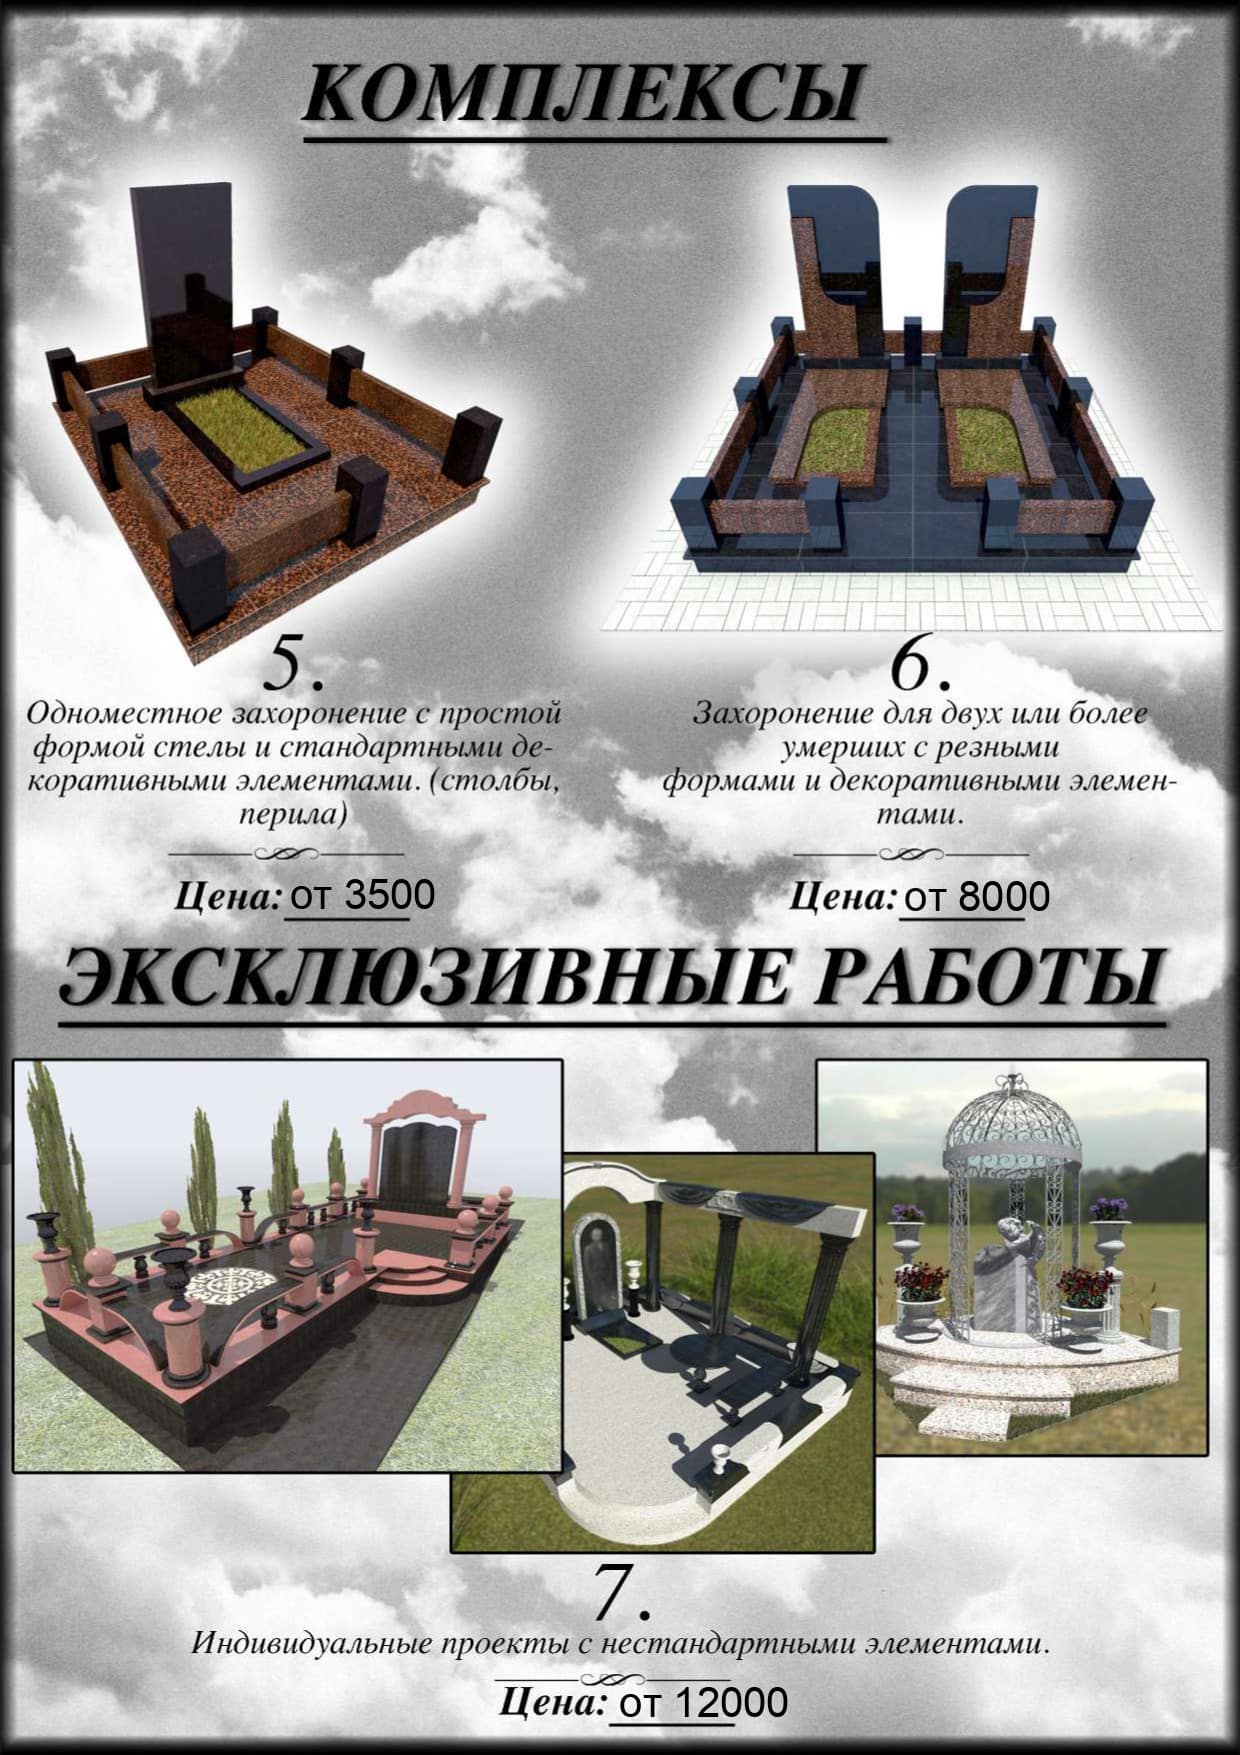 КОМПЛЕКСЫ
5.
Одноместное захоронение с простой
формой стелы и стандартными де-
коративными элементами. (столбы,
перила)
Цена: от 3500
6.
Захоронение для двух или более
умерших с резными
формами и декоративными элемен-
тами.
Цена: от 8000
ЭКСКЛЮЗИВНЫЕ РАБОТЫ
7.
Индивидуальные проекты с нестандартными элементами.
Цена: от 12000